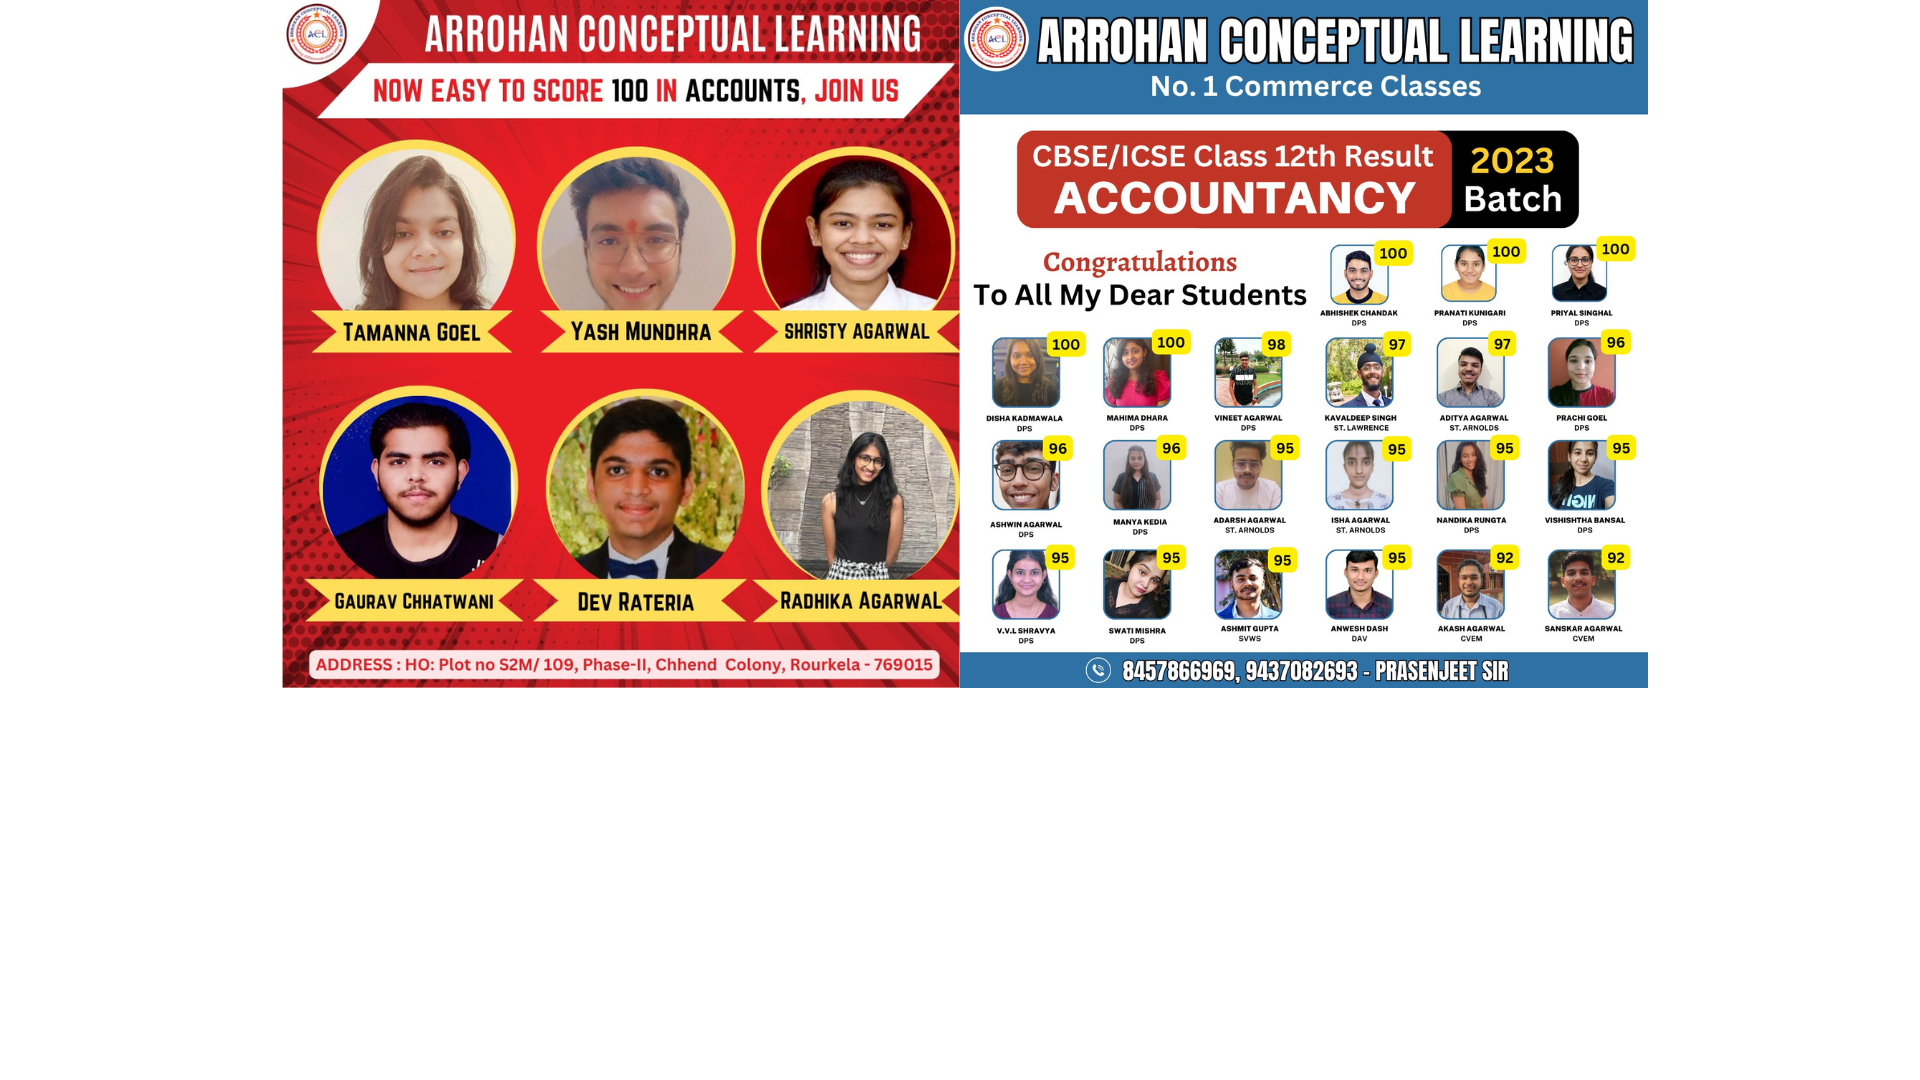 ACL
ARROHAN CONCEPTUAL LEARNING
NOW EASY TO SCORE 100 IN ACCOUNTS, JOIN US
TAMANNA GOEL
YASH MUNDHRA
SHRISTY AGARWAL
GAURAV CHHATWANI
DEV RATERIA
RADHIKA AGARWAL
ADDRESS : HO: Plot no S2M/ 109, Phase-II, Chhend Colony, Rourkela - 769015
ACL
ARROHAN CONCEPTUAL LEARNING
No. 1 Commerce Classes
CBSE/ICSE Class 12th Result
ACCOUNTANCY
2023
Batch
Congratulations
To All My Dear Students
100 100 100
ABHISHEK CHANDAK PRANATI KUNIGARI PRIYAL SINGHAL
DPS DPS DPS
100 100 98 97 97 96
DISHA KADMAWALA MAHIMA DHARA VINEET AGARWAL KAVALDEEP SINGH ADITYA AGARWAL PRACHI GOEL
DPS DPS DPS ST. LAWRENCE ST. ARNOLDS DPS
96 96 95 95 95 95
ASHWIN AGARWAL MANYA KEDIA ADARSH AGARWAL ISHA AGARWAL NANDIKA RUNGTA VISHISHTHA BANSAL
DPS DPS ST. ARNOLDS ST. ARNOLDS DPS DPS
95 95 95 95 92 92
V.V.L SHRAVYA SWATI MISHRA ASHMIT GUPTA ANWESH DASH AKASH AGARWAL SANSKAR AGARWAL
DPS DPS SVWS DAV CVEM CVEM
8457866969, 9437082693 - PRASENJEET SIR